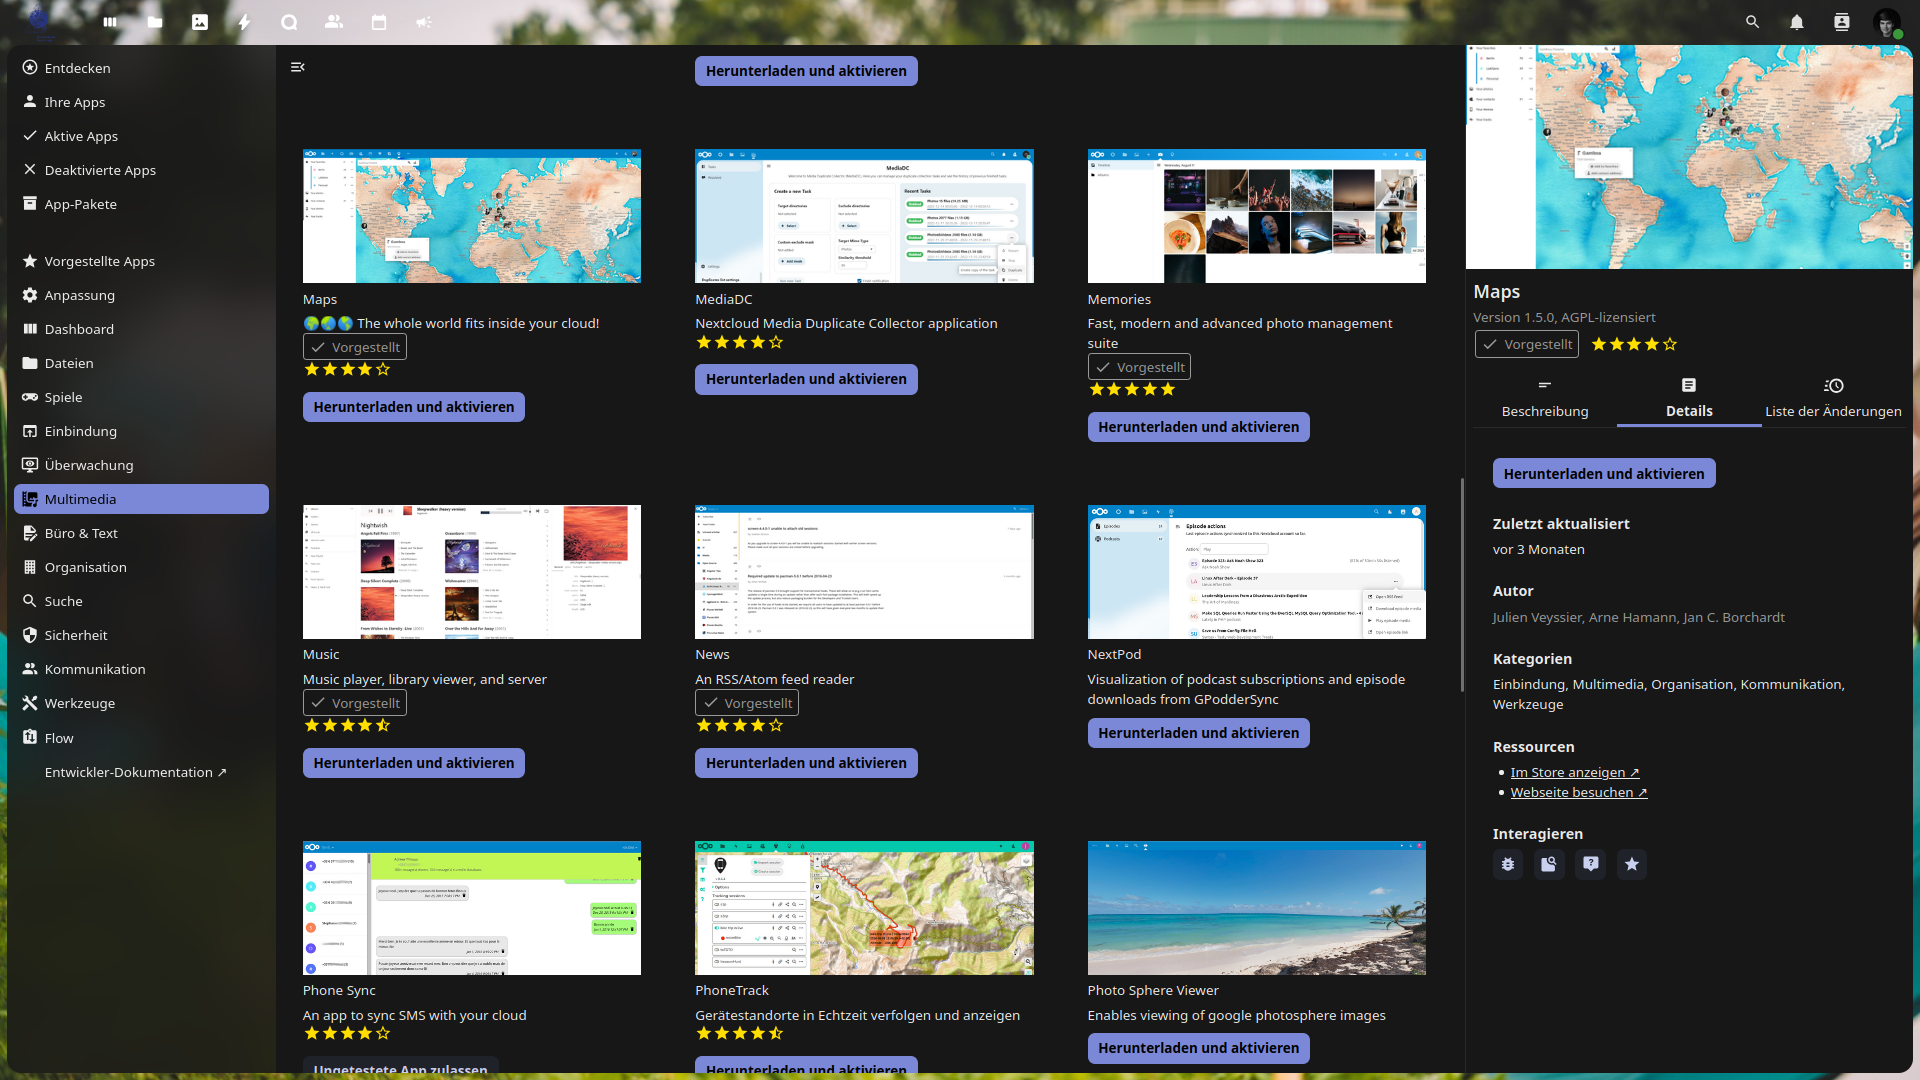 Entdecken
Ihre Apps
Aktive Apps
Deaktivierte Apps
App-Pakete
Vorgestellte Apps
Anpassung
Dashboard
Dateien
Spiele
Einbindung
Überwachung
Multimedia
Büro & Text
Organisation
Suche
Sicherheit
Kommunikation
Werkzeuge
Flow
Entwickler-Dokumentation ↗
Herunterladen und aktivieren
Maps
🌍🌏🌎 The whole world fits inside your cloud!
Vorgestellt
Herunterladen und aktivieren
MediaDC
Nextcloud Media Duplicate Collector application
Herunterladen und aktivieren
Memories
Fast, modern and advanced photo management
suite
Vorgestellt
Herunterladen und aktivieren
Music
Music player, library viewer, and server
Vorgestellt
Herunterladen und aktivieren
News
An RSS/Atom feed reader
Vorgestellt
Herunterladen und aktivieren
NextPod
Visualization of podcast subscriptions and episode
downloads from GPodderSync
Herunterladen und aktivieren
Phone Sync
An app to sync SMS with your cloud
Ungetestete App zulassen
PhoneTrack
Gerätestandorte in Echtzeit verfolgen und anzeigen
Herunterladen und aktivieren
Photo Sphere Viewer
Enables viewing of google photosphere images
Herunterladen und aktivieren
Maps
Version 1.5.0, AGPL-lizensiert
Vorgestellt
Beschreibung
Details
Liste der Änderungen
Herunterladen und aktivieren
Zuletzt aktualisiert
vor 3 Monaten
Autor
Julien Veyssier, Arne Hamann, Jan C. Borchardt
Kategorien
Einbindung, Multimedia, Organisation, Kommunikation,
Werkzeuge
Ressourcen
• Im Store anzeigen ↗
• Webseite besuchen ↗
Interagieren